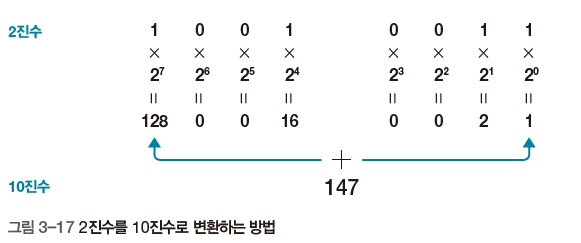 2진수 1 0 0 1 0 0 1 1
× × × × × × × ×
2⁷ 2⁶ 2⁵ 2⁴ 2³ 2² 2¹ 2⁰
= = = = = = = =
128 0 0 16 0 0 2 1
+
10진수 147
그림 3-17 2진수를 10진수로 변환하는 방법